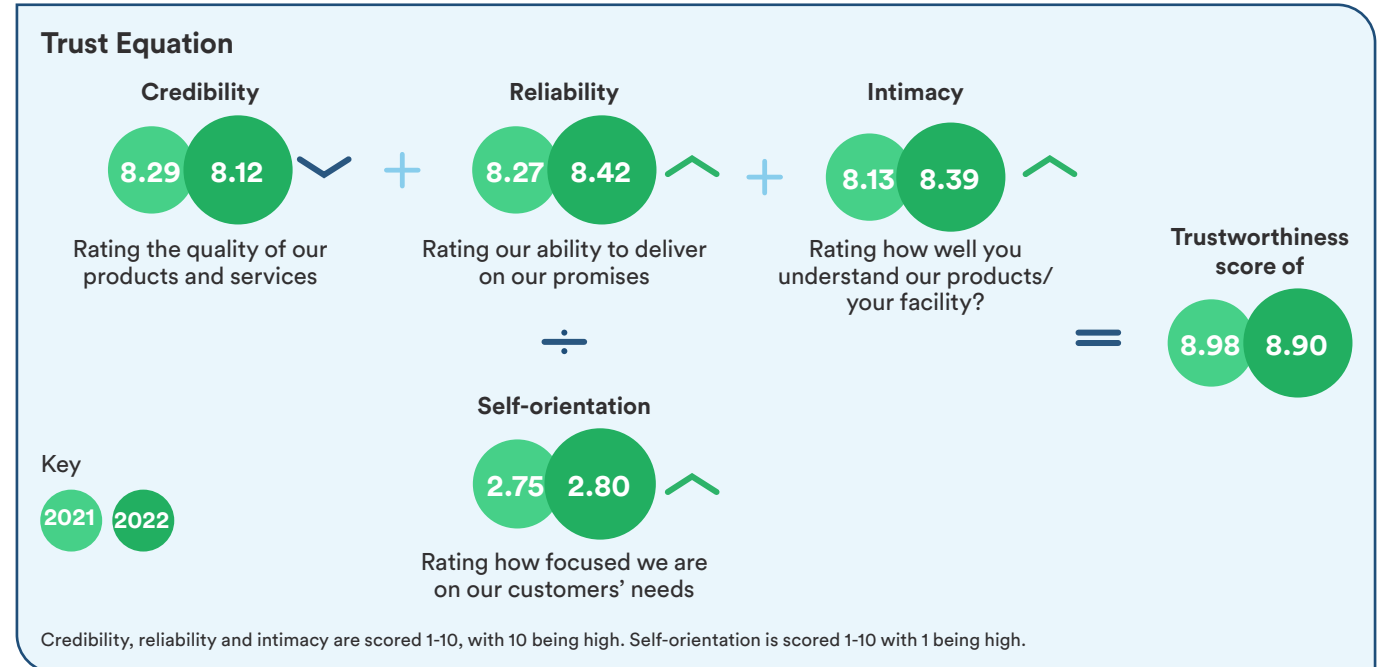 Trust Equation
Credibility
8.29 8.12
Rating the quality of our
products and services
+
Reliability
8.27 8.42
Rating our ability to deliver
on our promises
+
Intimacy
8.13 8.39
Rating how well you
understand our products/
your facility?
÷
Self-orientation
2.75 2.80
Rating how focused we are
on our customers’ needs
=
Trustworthiness
score of
8.98 8.90
Key
2021 2022
Credibility, reliability and intimacy are scored 1-10, with 10 being high. Self-orientation is scored 1-10 with 1 being high.